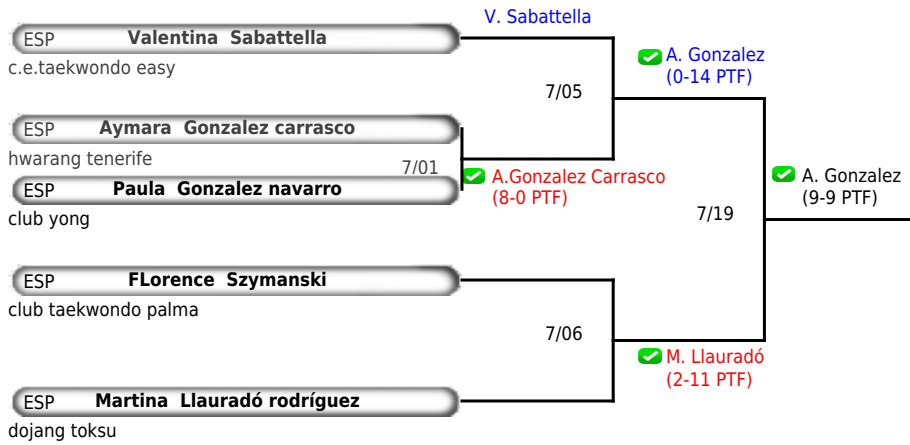 V. Sabattella
ESP Valentina Sabattella
c.e.taekwondo easy
A. Gonzalez
(0-14 PTF)
7/05
ESP Aymara Gonzalez carrasco
hwarang tenerife
7/01
A.Gonzalez Carrasco
(8-0 PTF)
A. Gonzalez
(9-9 PTF)
ESP Paula Gonzalez navarro
club yong
7/19
ESP FLorence Szymanski
club taekwondo palma
7/06
M. Llauradó
(2-11 PTF)
ESP Martina Llauradó rodríguez
dojang toksu